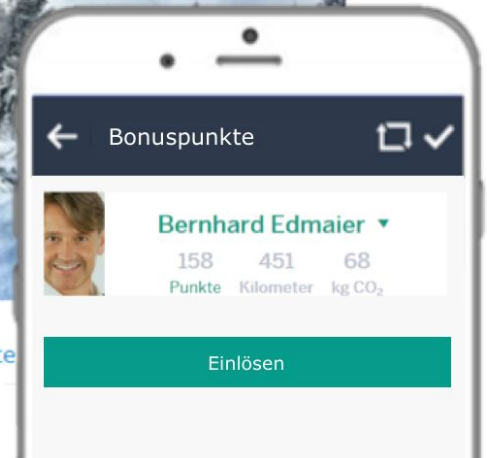 Bonuspunkte
Bernhard Edmaier
158 451 68
Punkte Kilometer kg CO₂
Einlösen